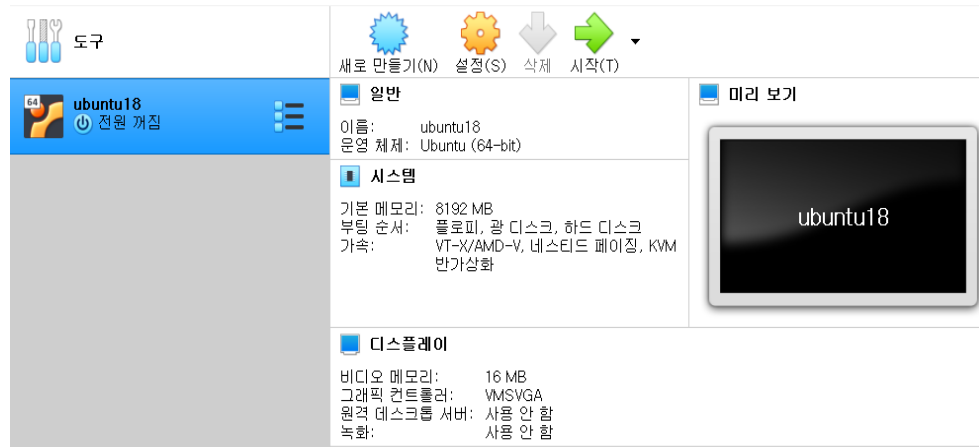 도구
새로 만들기(N) 설정(S) 삭제 시작(T)
64
ubuntu18
전원 꺼짐
일반
이름: ubuntu18
운영 체제: Ubuntu (64-bit)
시스템
기본 메모리: 8192 MB
부팅 순서: 플로피, 광 디스크, 하드 디스크
가속: VT-X/AMD-V, 네스티드 페이징, KVM
반가상화
미리 보기
ubuntu18
디스플레이
비디오 메모리: 16 MB
그래픽 컨트롤러: VMSVGA
원격 데스크톱 서버: 사용 안 함
녹화: 사용 안 함